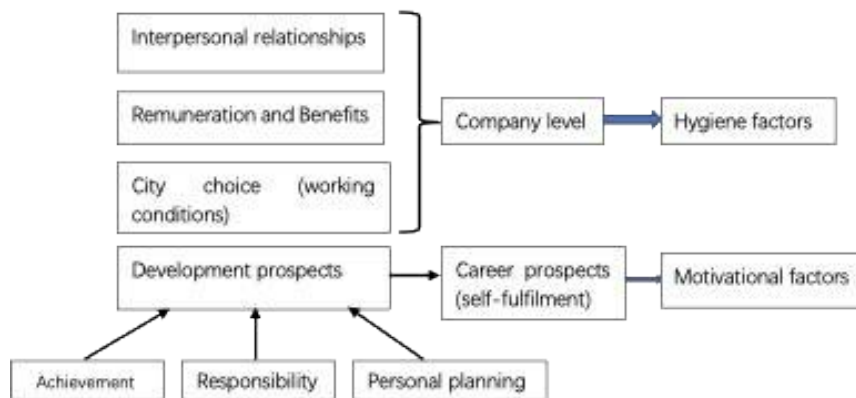 Interpersonal relationships
Remuneration and Benefits
Company level
Hygiene factors
City choice (working
conditions)
Development prospects
Career prospects
(self-fulfilment)
Motivational factors
Achievement
Responsibility
Personal planning